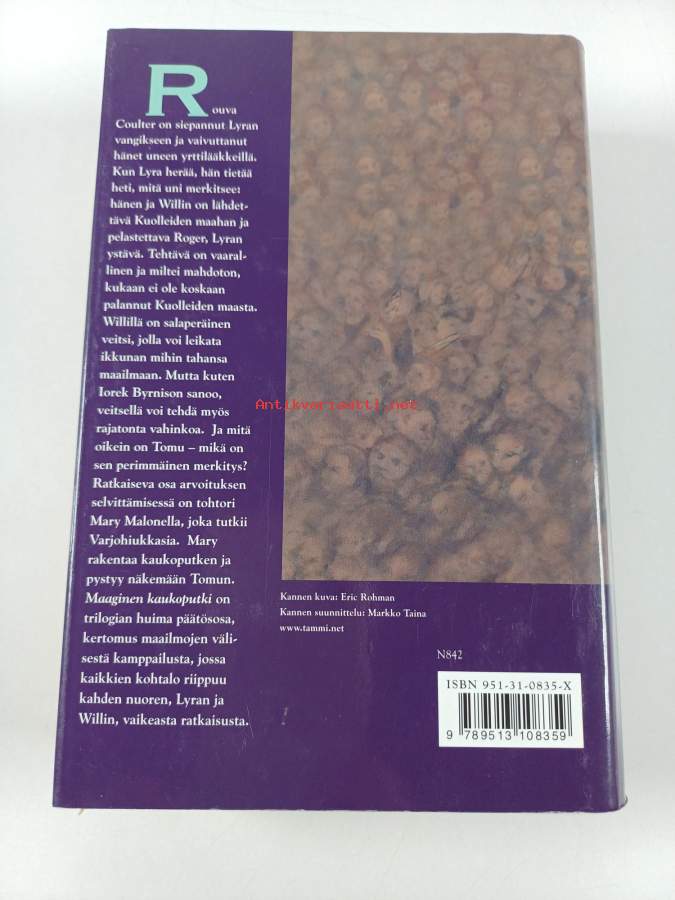 Rouva
Coulter on siepannut Lyran
vangikseen ja vaivuttanut
hänet uneen yrttilääkkeillä.
Kun Lyra herää, hän tietää
heti, mitä uni merkitsee:
hänen ja Willin on lähdet-
tävä Kuolleiden maahan ja
pelastettava Roger, Lyran
ystävä. Tehtävä on vaaral-
linen ja miltei mahdoton,
kukaan ei ole koskaan
palannut Kuolleiden maasta.
Willillä on salaperäinen
veitsi, jolla voi leikata
ikkunan mihin tahansa
maailmaan. Mutta kuten
Iorek Byrnison sanoo,
veitsellä voi tehdä myös
rajatonta vahinkoa. Ja mitä
oikein on Tomu – mikä on
sen perimmäinen merkitys?
Ratkaiseva osa arvoituksen
selvittämisessä on tohtori
Mary Malonella, joka tutkii
Varjohiukkasia. Mary
rakentaa kaukoputken ja
pystyy näkemään Tomun.
Maaginen kaukoputki on
trilogian huima päätösosa,
kertomus maailmojen väli-
sestä kamppailusta, jossa
kaikkien kohtalo riippuu
kahden nuoren, Lyran ja
Willin, vaikeasta ratkaisusta.
Antikvariaatti.net
Kannen kuva: Eric Rohman
Kannen suunnittelu: Markko Taina
www.tammi.net
N842
ISBN 951-31-0835-X
9 789513 108359